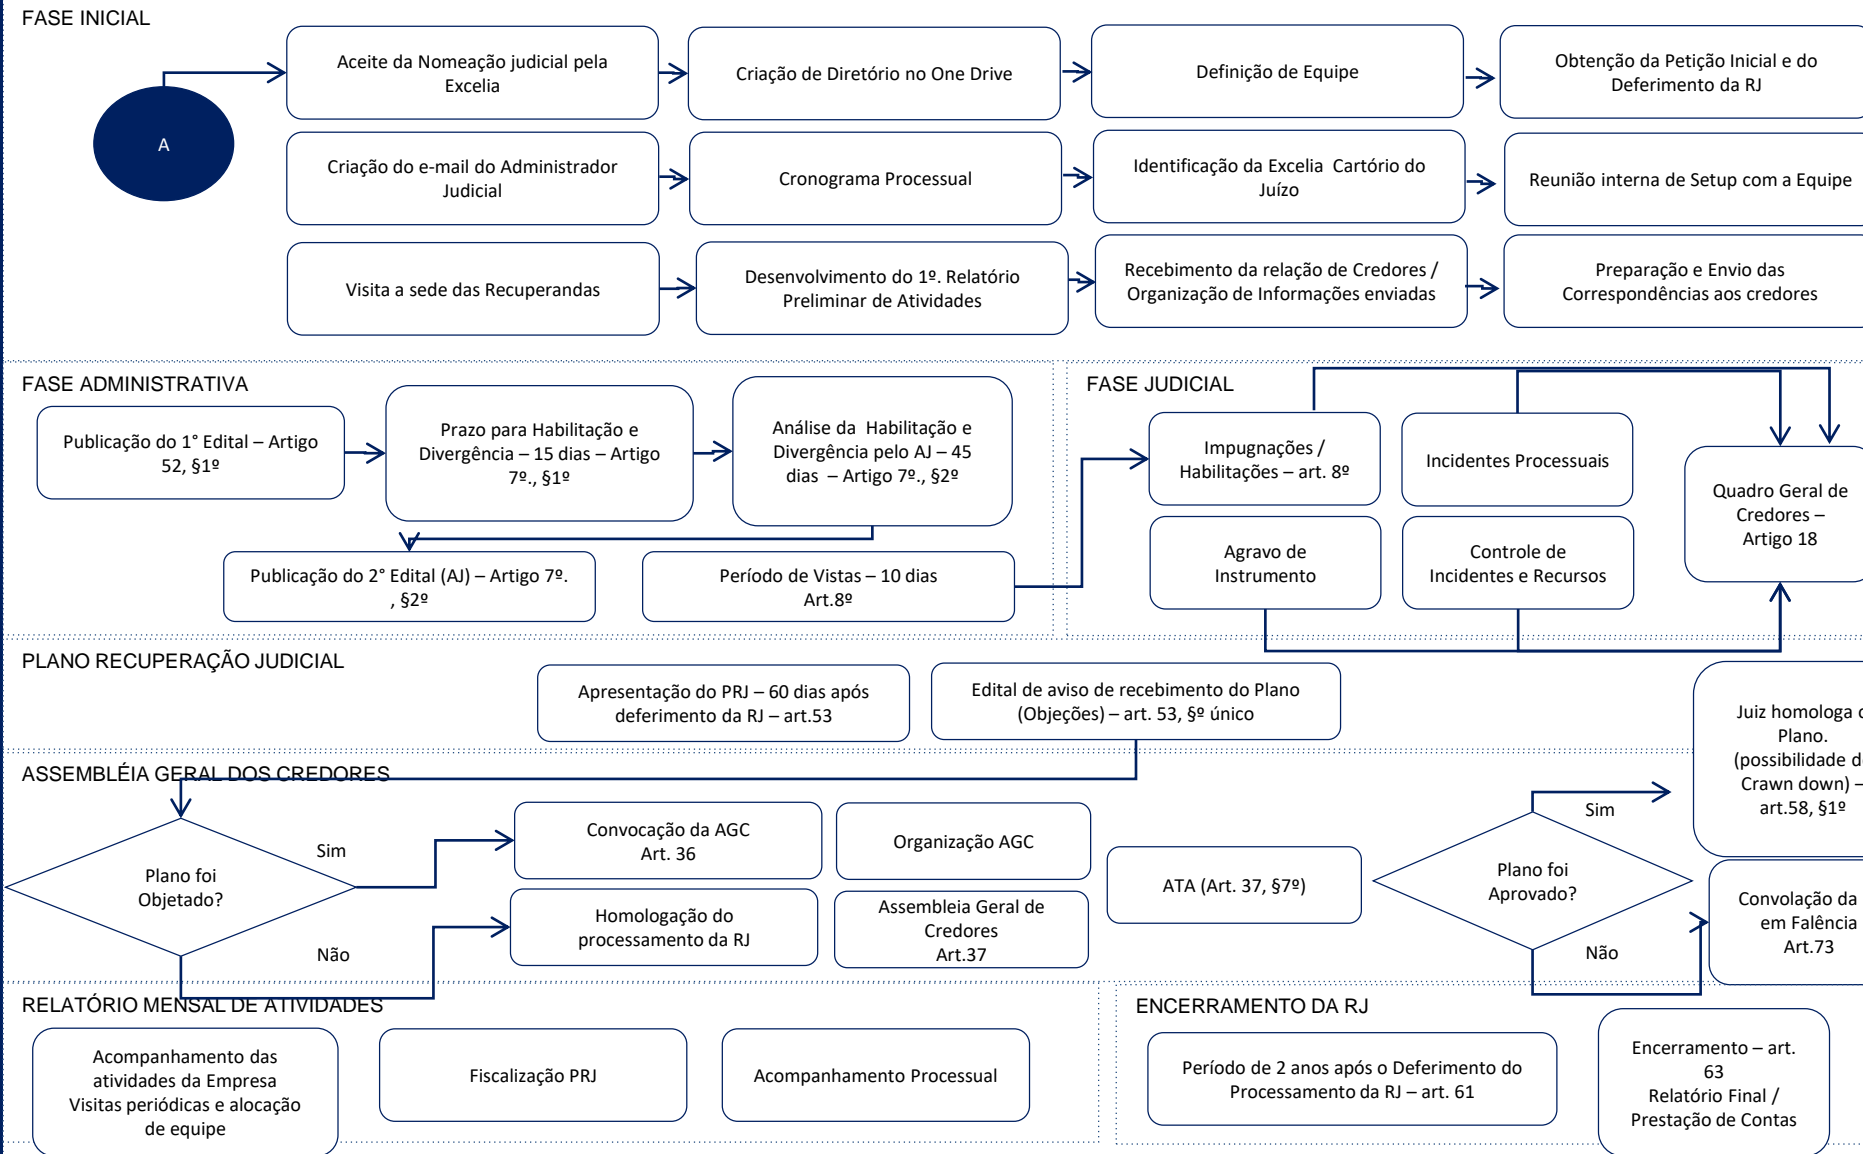 FASE INICIAL
A
Aceite da Nomeação judicial pela
Excelia
Criação de Diretório no One Drive
Definição de Equipe
Obtenção da Petição Inicial e do
Deferimento da RJ
Criação do e-mail do Administrador
Judicial
Cronograma Processual
Identificação da Excelia Cartório do
Juízo
Reunião interna de Setup com a Equipe
Visita a sede das Recuperandas
Desenvolvimento do 1º. Relatório
Preliminar de Atividades
Recebimento da relação de Credores /
Organização de Informações enviadas
Preparação e Envio das
Correspondências aos credores
FASE ADMINISTRATIVA
Publicação do 1° Edital – Artigo
52, §1º
Prazo para Habilitação e
Divergência – 15 dias – Artigo
7º., §1º
Análise da Habilitação e
Divergência pelo AJ – 45
dias – Artigo 7º., §2º
Publicação do 2° Edital (AJ) – Artigo 7º.
, §2º
Período de Vistas – 10 dias
Art.8º
FASE JUDICIAL
Impugnações /
Habilitações – art. 8º
Incidentes Processuais
Agravo de
Instrumento
Controle de
Incidentes e Recursos
Quadro Geral de
Credores –
Artigo 18
PLANO RECUPERAÇÃO JUDICIAL
Apresentação do PRJ – 60 dias após
deferimento da RJ – art.53
Edital de aviso de recebimento do Plano
(Objeções) – art. 53, §º único
Juiz homologa
Plano.
(possibilidade
Crawn down) –
art.58, §1º
ASSEMBLÉIA GERAL DOS CREDORES
Plano foi
Objetado?
Sim
Não
Convocação da AGC
Art. 36
Organização AGC
Homologação do
processamento da RJ
Assembleia Geral de
Credores
Art.37
ATA (Art. 37, §7º)
Plano foi
Aprovado?
Sim
Não
Convolação da
em Falência
Art.73
RELATÓRIO MENSAL DE ATIVIDADES
Acompanhamento das
atividades da Empresa
Visitas periódicas e alocação
de equipe
Fiscalização PRJ
Acompanhamento Processual
ENCERRAMENTO DA RJ
Período de 2 anos após o Deferimento do
Processamento da RJ – art. 61
Encerramento – art.
63
Relatório Final /
Prestação de Contas